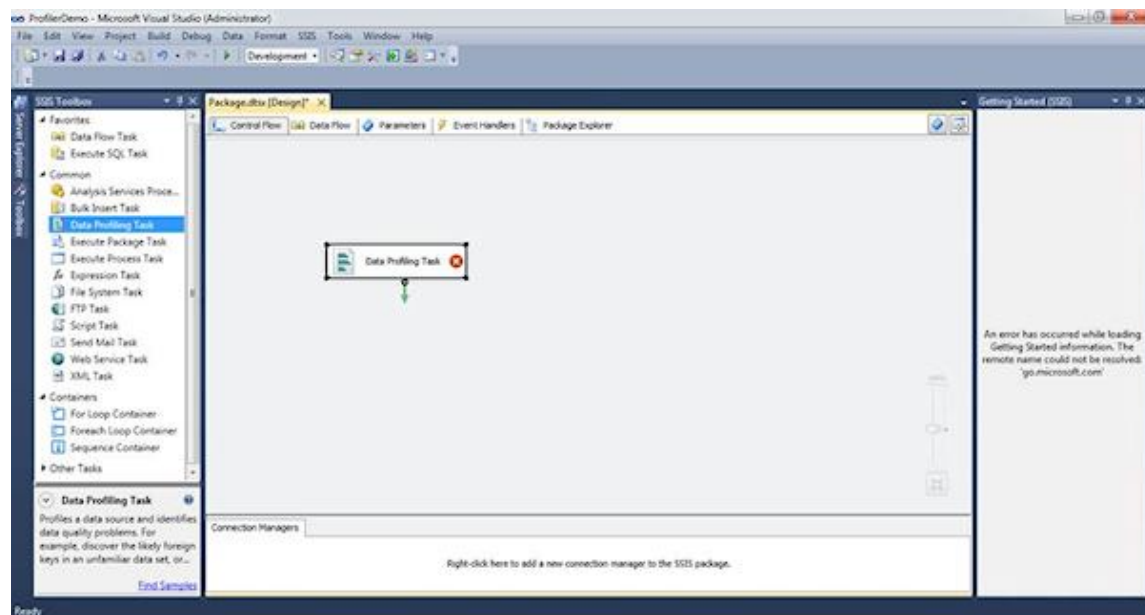 ProfilerDemo - Microsoft Visual Studio (Administrator)
File Edit View Project Build Debug Data Format SSIS Tools Window Help
Development
SSIS Toolbox
Package.dtsx [Design]*
Getting Started (SSIS)
Server Explorer
Toolbox
Control Flow Data Flow Parameters Event Handlers Package Explorer
Favorites
Data Flow Task
Execute SQL Task
Common
Analysis Services Proce...
Bulk Insert Task
Data Profiling Task
Execute Package Task
Execute Process Task
Expression Task
File System Task
FTP Task
Script Task
Send Mail Task
Web Service Task
XML Task
Containers
For Loop Container
Foreach Loop Container
Sequence Container
Other Tasks
Data Profiling Task
Profiles a data source and identifies
data quality problems. For
example, discover the likely foreign
keys in an unfamiliar data set, or...
Find Samples
Data Profiling Task
Connection Managers
Right-click here to add a new connection manager to the SSIS package.
An error has occurred while loading
Getting Started information. The
remote name could not be resolved:
'go.microsoft.com'
Ready